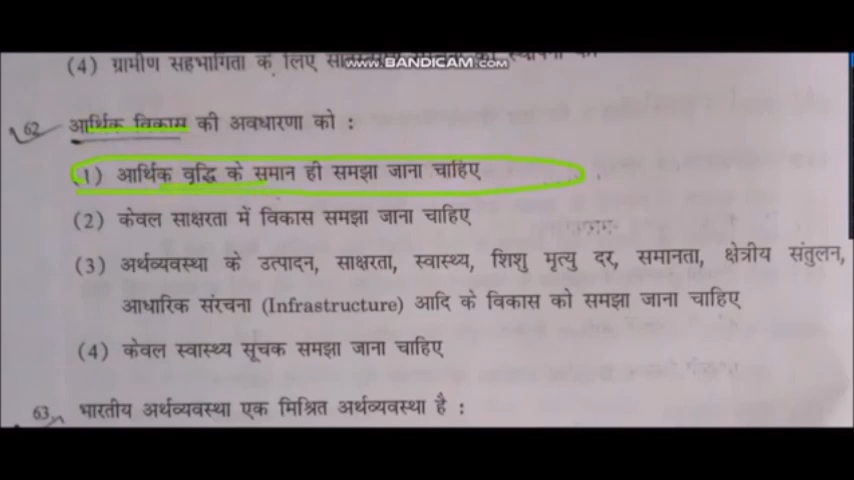 (4) ग्रामीण सहभागिता के लिए
www.BANDICAM.com
62 आर्थिक विकास की अवधारणा को :
(1) आर्थिक वृद्धि के समान ही समझा जाना चाहिए
(2) केवल साक्षरता में विकास समझा जाना चाहिए
(3) अर्थव्यवस्था के उत्पादन, साक्षरता, स्वास्थ्य, शिशु मृत्यु दर, समानता, क्षेत्रीय संतुलन,
आधारिक संरचना (Infrastructure) आदि के विकास को समझा जाना चाहिए
(4) केवल स्वास्थ्य सूचक समझा जाना चाहिए
63 भारतीय अर्थव्यवस्था एक मिश्रित अर्थव्यवस्था है :